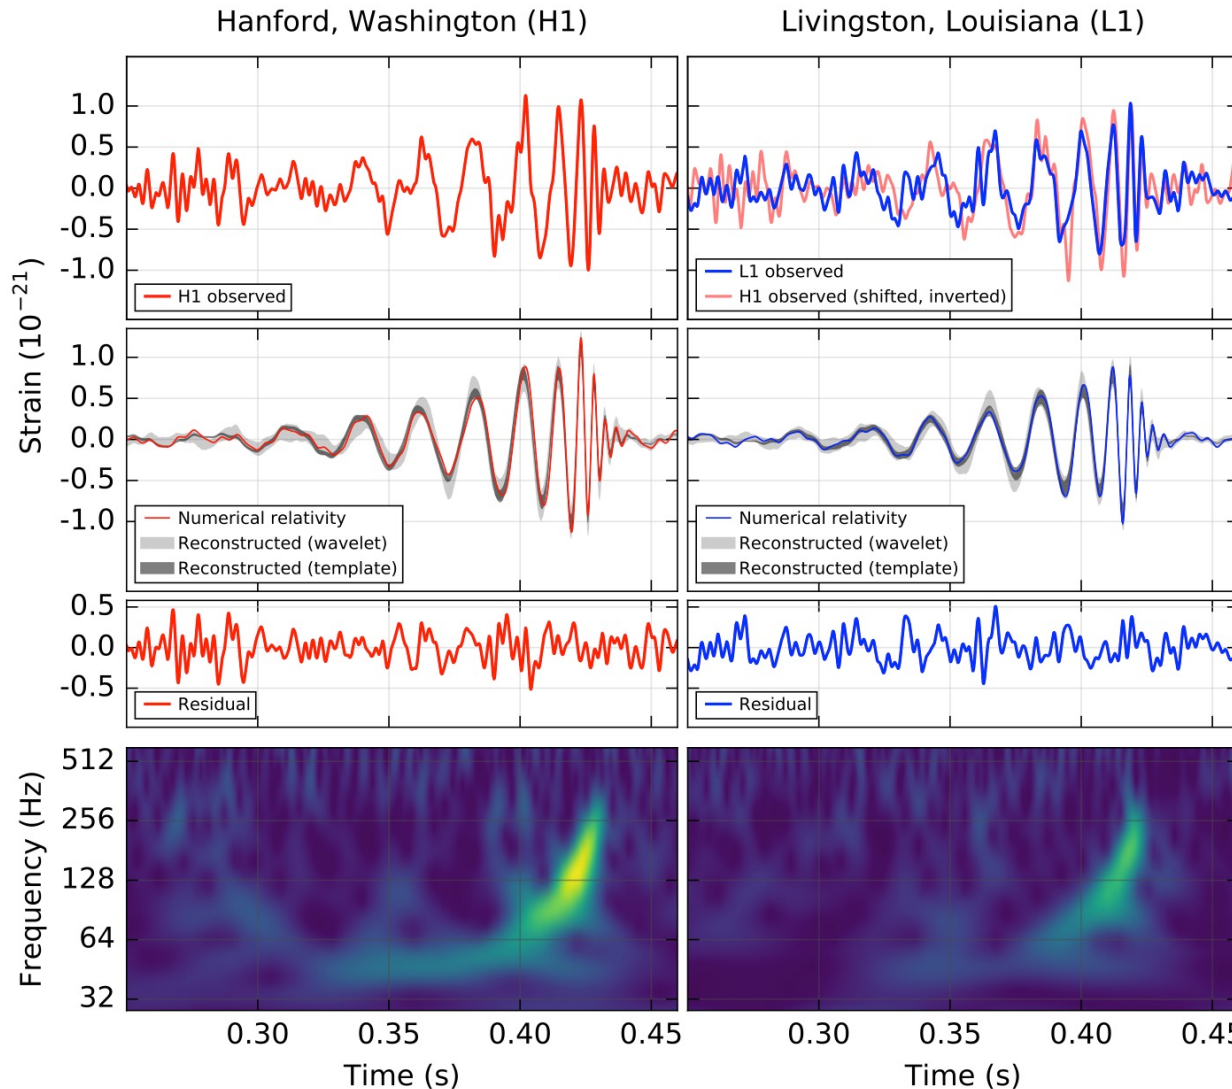 Hanford, Washington (H1)
Livingston, Louisiana (L1)
Strain (10⁻²¹)
1.0
0.5
0.0
-0.5
-1.0
H1 observed
L1 observed
H1 observed (shifted, inverted)
1.0
0.5
0.0
-0.5
-1.0
Numerical relativity
Reconstructed (wavelet)
Reconstructed (template)
Numerical relativity
Reconstructed (wavelet)
Reconstructed (template)
0.5
0.0
-0.5
Residual
Residual
Frequency (Hz)
512
256
128
64
32
0.30 0.35 0.40 0.45
0.30 0.35 0.40
Time (s)
Time (s)